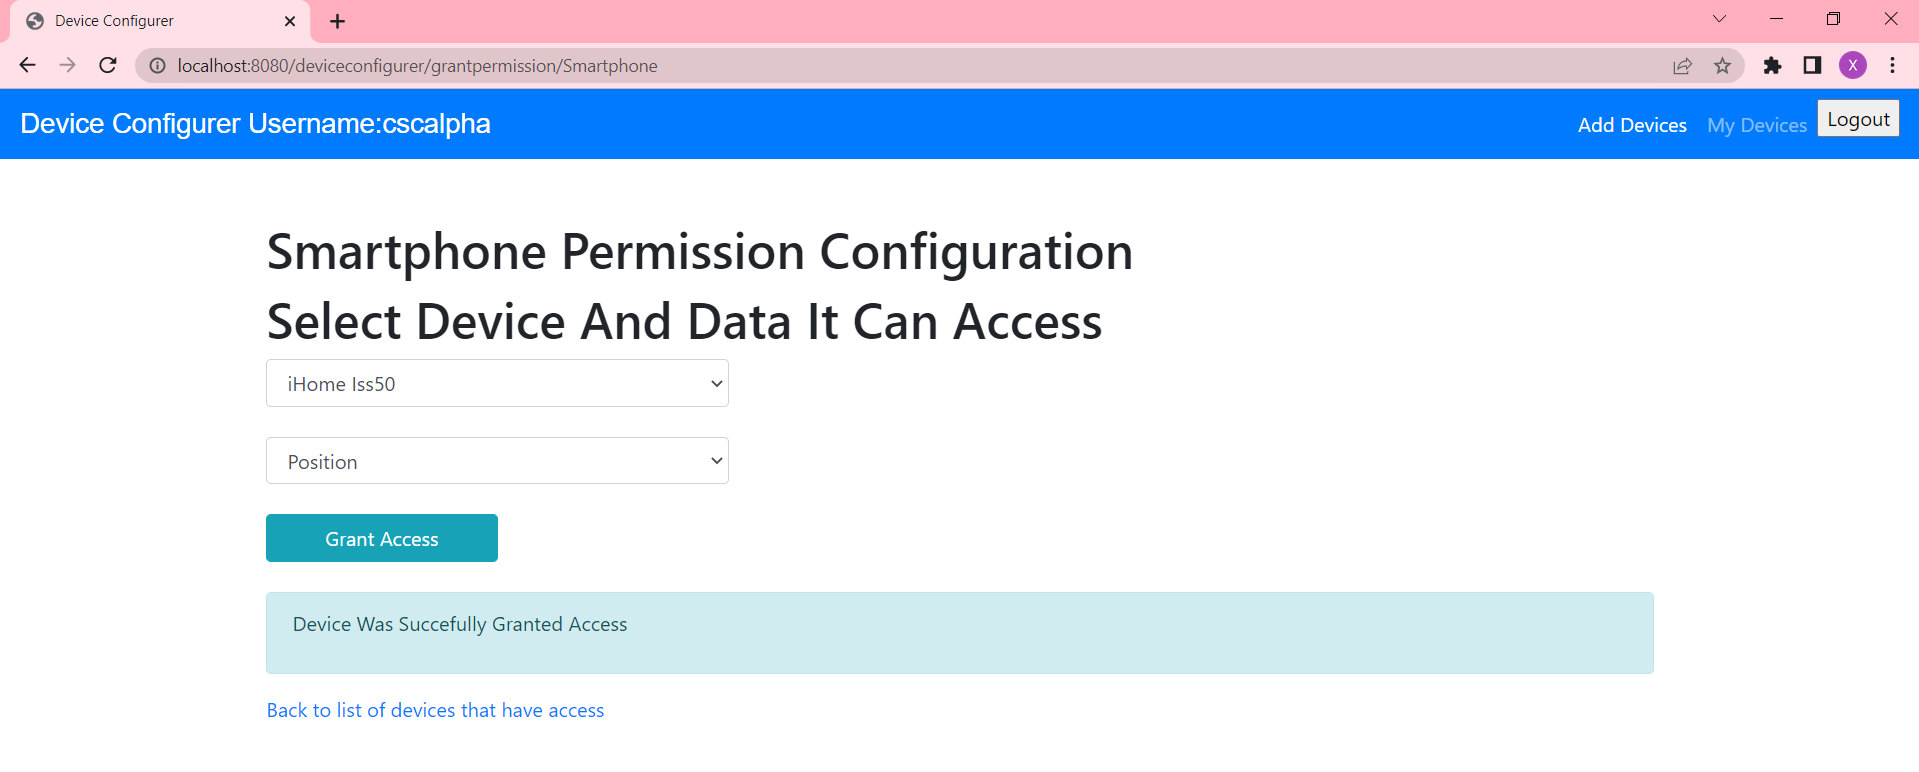 Device Configurer
localhost:8080/deviceconfigurer/grantpermission/Smartphone
X
Device Configurer Username:cscalpha
Add Devices
My Devices
Logout
Smartphone Permission Configuration
Select Device And Data It Can Access
iHome Iss50
Position
Grant Access
Device Was Succefully Granted Access
Back to list of devices that have access